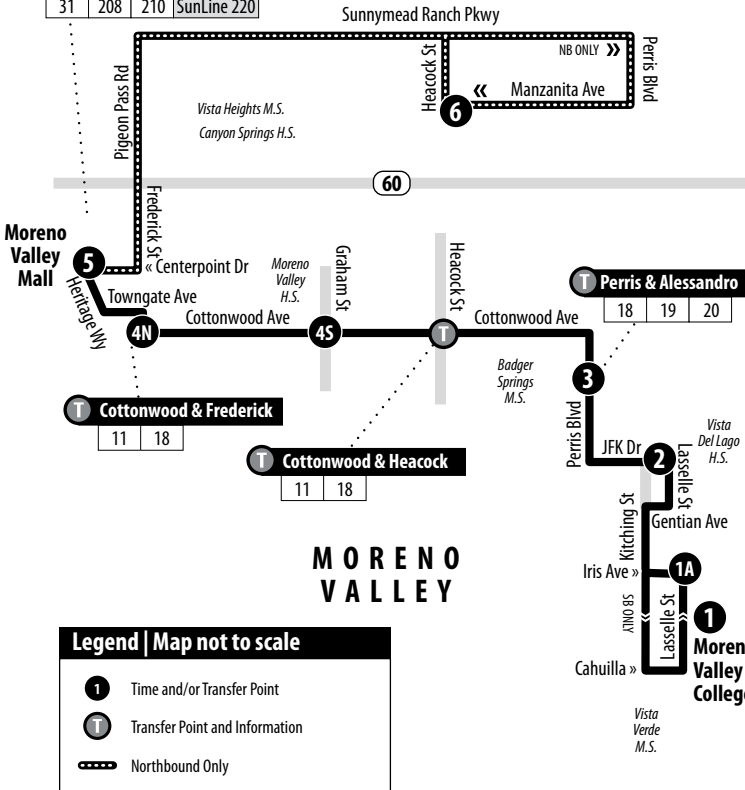 31 208 210 SunLine 220
Sunnymead Ranch Pkwy
Pigeon Pass Rd
Heacock St
NB ONLY »
Perris Blvd
« Manzanita Ave
6
Vista Heights M.S.
Canyon Springs H.S.
60
Frederick St
Moreno
Valley
Mall
5
« Centerpoint Dr
Heritage Wy
Towngate Ave
Moreno
Valley
H.S.
Graham St
Heacock St
T Perris & Alessandro
18 19 20
4N
Cottonwood Ave
4S
T
Cottonwood Ave
Badger
Springs
M.S.
3
T Cottonwood & Frederick
11 18
T Cottonwood & Heacock
11 18
Perris Blvd
JFK Dr
2
Lasselle St
Vista
Del Lago
H.S.
Kitching St
Gentian Ave
MORENO
VALLEY
Iris Ave »
1A
SB ONLY
Lasselle St
1
Moren
Valley
College
Cahuilla »
Vista
Verde
M.S.
Legend | Map not to scale
1 Time and/or Transfer Point
T Transfer Point and Information
Northbound Only